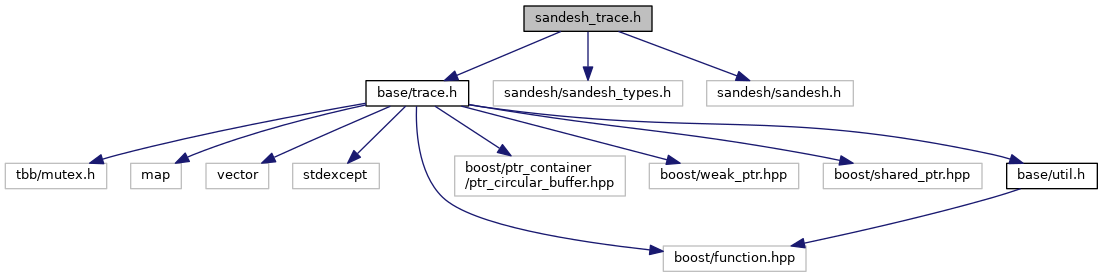 sandesh_trace.h
base/trace.h
sandesh/sandesh_types.h
sandesh/sandesh.h
tbb/mutex.h
map
vector
stdexcept
boost/ptr_container
/ptr_circular_buffer.hpp
boost/weak_ptr.hpp
boost/shared_ptr.hpp
base/util.h
boost/function.hpp